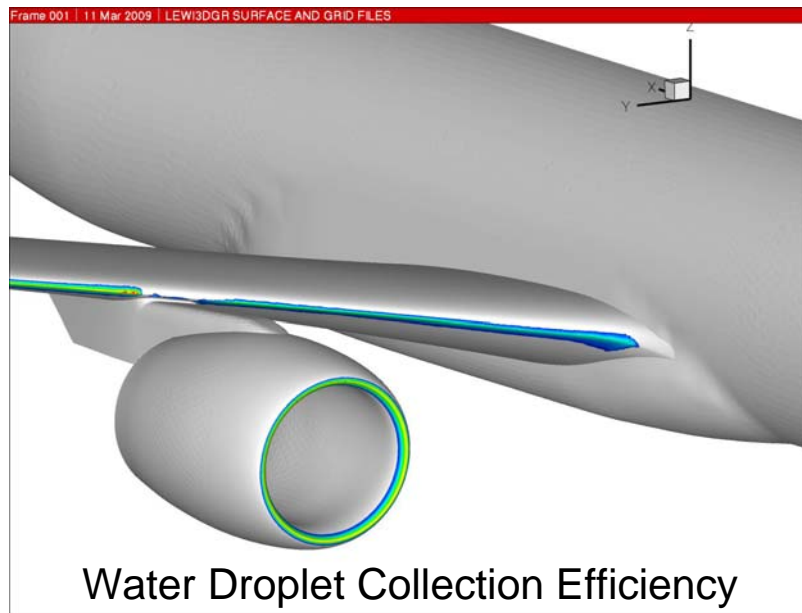 Frame 001 | 11 Mar 2009 | LEWI3DGR SURFACE AND GRID FILES
Z
X
Y
Water Droplet Collection Efficiency